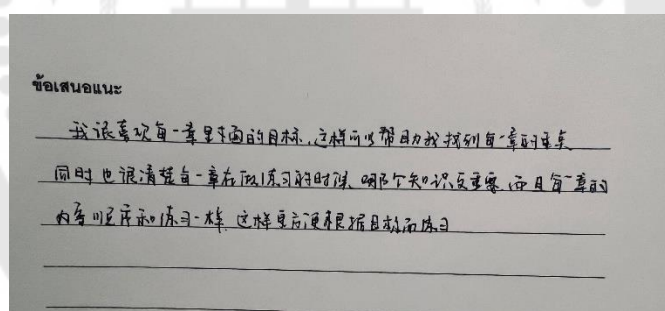 ข้อเสนอแนะ
我很喜欢每一章里面的目标,这样可以帮助我找到每一章的重点
同时也很清楚每一章在做练习的时候 哪个知识更重要 而且每一章的
内容顺序和练习一样 这样更方便根据目标而练习